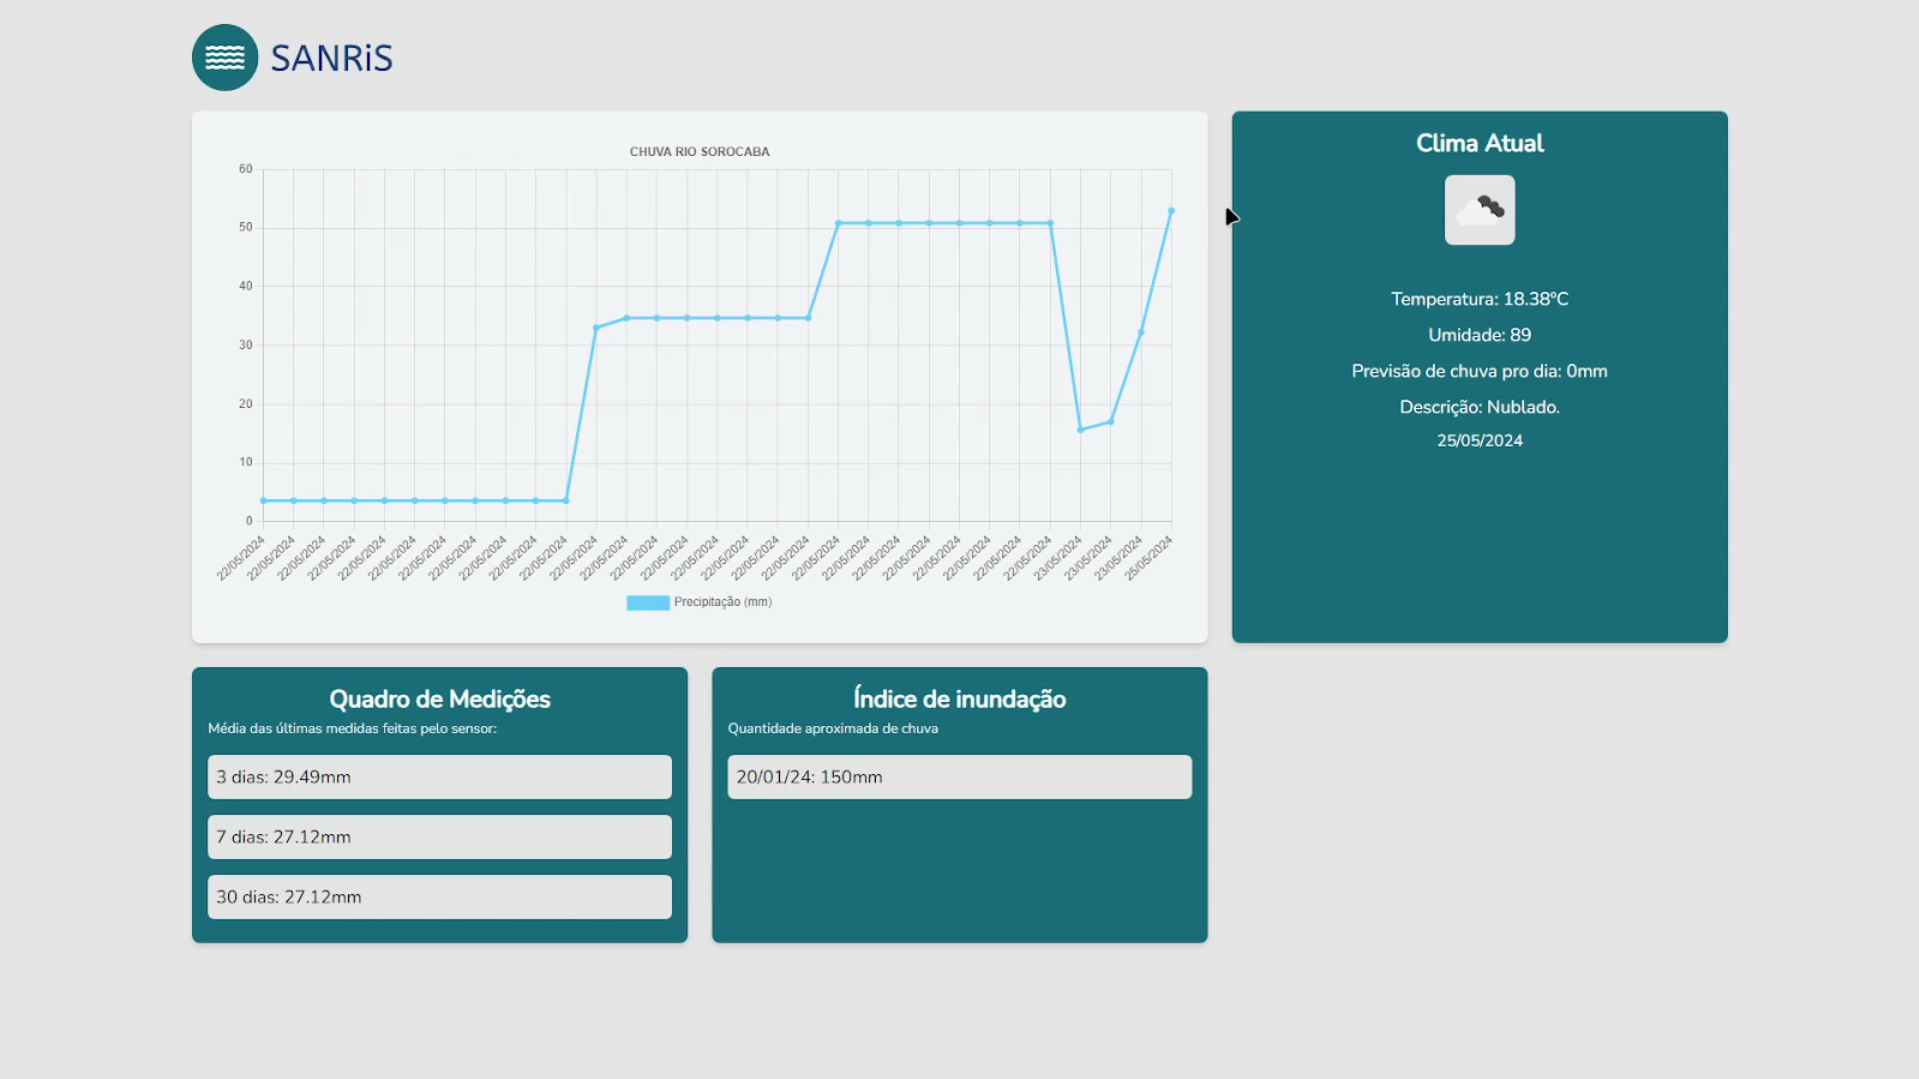 SANRiS
CHUVA RIO SOROCABA
60
50
40
30
20
10
0
22/05/2024 22/05/2024 22/05/2024 22/05/2024 22/05/2024 22/05/2024 22/05/2024 22/05/2024 22/05/2024 22/05/2024 22/05/2024 22/05/2024 22/05/2024 22/05/2024 22/05/2024 22/05/2024 22/05/2024 22/05/2024 22/05/2024 22/05/2024 22/05/2024 22/05/2024 22/05/2024 22/05/2024 22/05/2024 22/05/2024 22/05/2024 23/05/2024 23/05/2024 23/05/2024 25/05/2024
Precipitação (mm)
Clima Atual
Temperatura: 18.38ºC
Umidade: 89
Previsão de chuva pro dia: 0mm
Descrição: Nublado.
25/05/2024
Quadro de Medições
Média das últimas medidas feitas pelo sensor:
3 dias: 29.49mm
7 dias: 27.12mm
30 dias: 27.12mm
Índice de inundação
Quantidade aproximada de chuva
20/01/24: 150mm